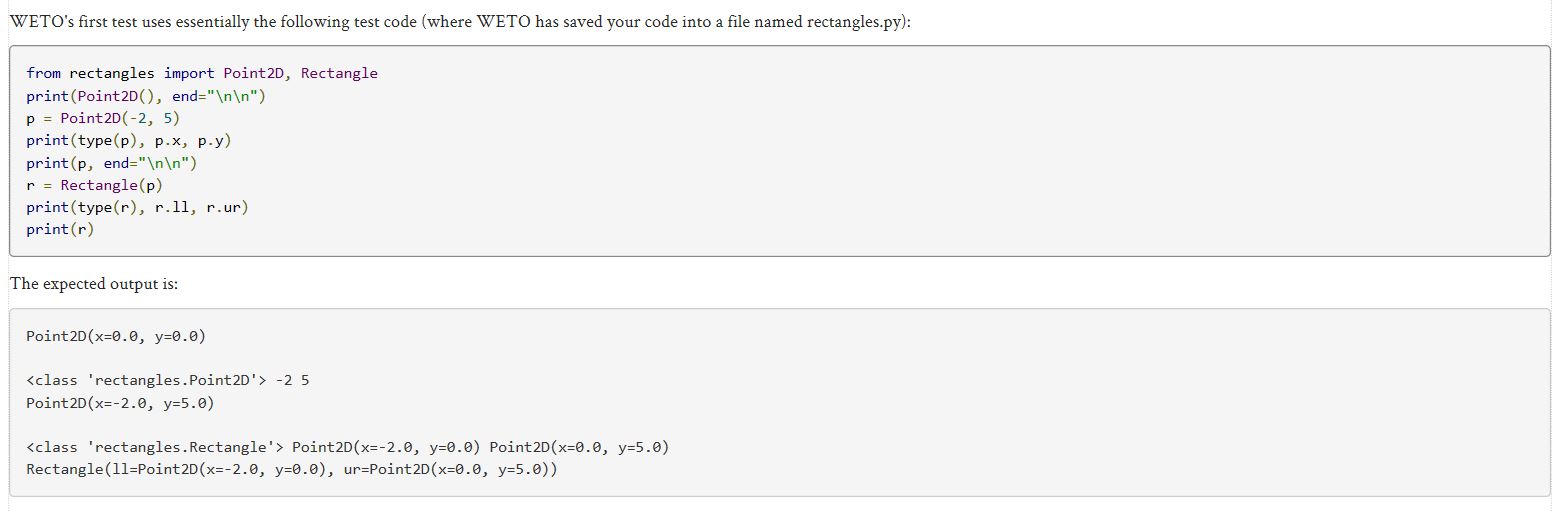 WETO's first test uses essentially the following test code (where WETO has saved your code into a file named rectangles.py):
from rectangles import Point2D, Rectangle
print(Point2D(), end="\n\n")
p = Point2D(-2, 5)
print(type(p), p.x, p.y)
print(p, end="\n\n")
r = Rectangle(p)
print(type(r), r.ll, r.ur)
print(r)
The expected output is:
Point2D(x=0.0, y=0.0)
<class 'rectangles.Point2D'> -2 5
Point2D(x=-2.0, y=5.0)
<class 'rectangles.Rectangle'> Point2D(x=-2.0, y=0.0) Point2D(x=0.0, y=5.0)
Rectangle(ll=Point2D(x=-2.0, y=0.0), ur=Point2D(x=0.0, y=5.0))